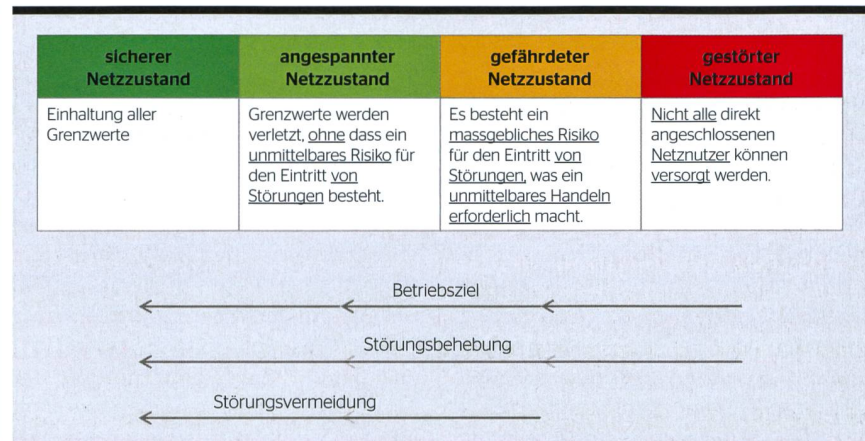 sicherer
Netzzustand
angespannter
Netzzustand
gefährdeter
Netzzustand
gestörter
Netzzustand
Einhaltung aller
Grenzwerte
Grenzwerte werden
verletzt, ohne dass ein
unmittelbares Risiko für
den Eintritt von
Störungen besteht.
Es besteht ein
massgebliches Risiko
für den Eintritt von
Störungen, was ein
unmittelbares Handeln
erforderlich macht.
Nicht alle direkt
angeschlossenen
Netznutzer können
versorgt werden.
Betriebsziel
Störungsbehebung
Störungsvermeidung